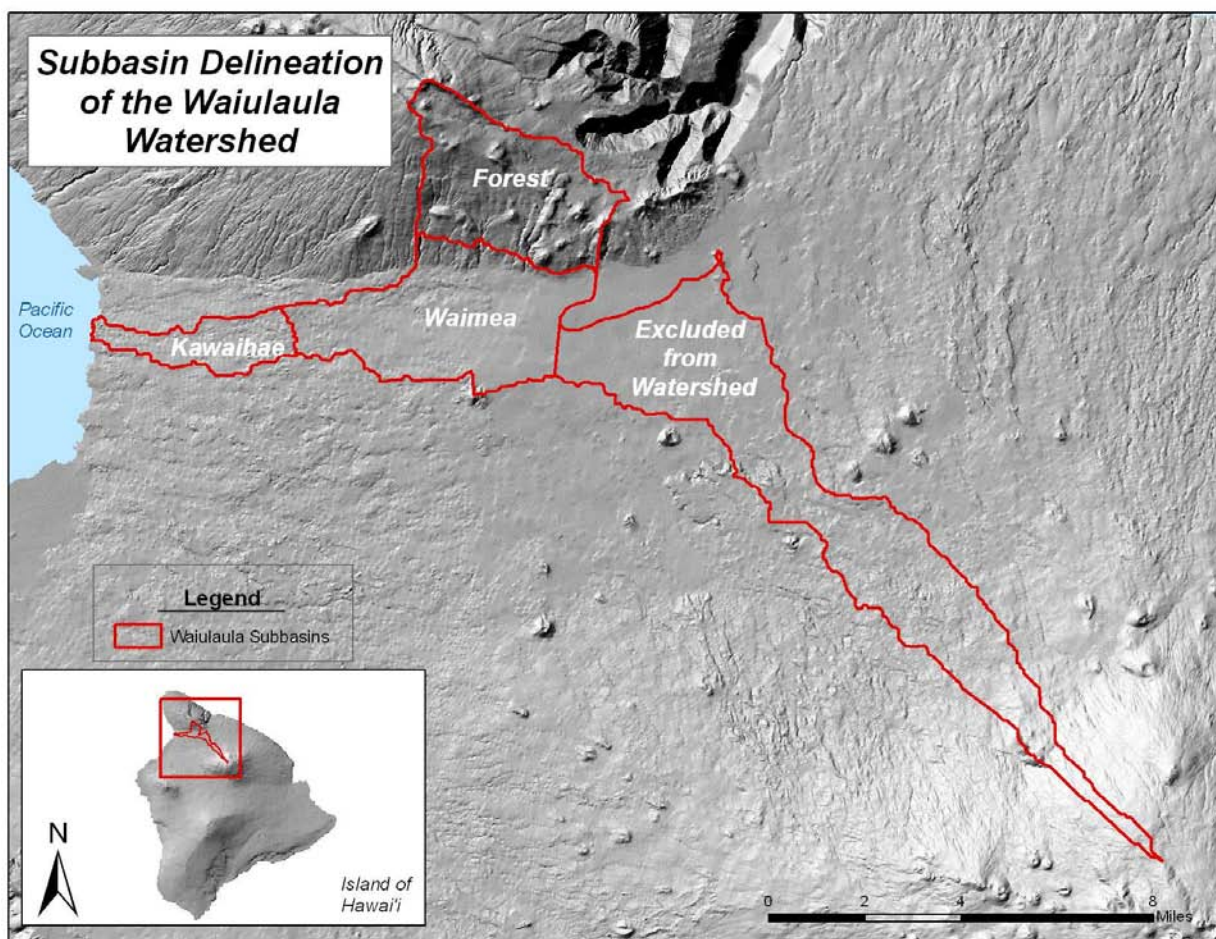 Subbasin Delineation
of the Waiulaula
Watershed
Forest
Pacific
Ocean
Waimea
Kawaihae
Excluded
from
Watershed
Legend
Waiulaula Subbasins
N
Island of
Hawai'i
0 2 4 6 8
Miles